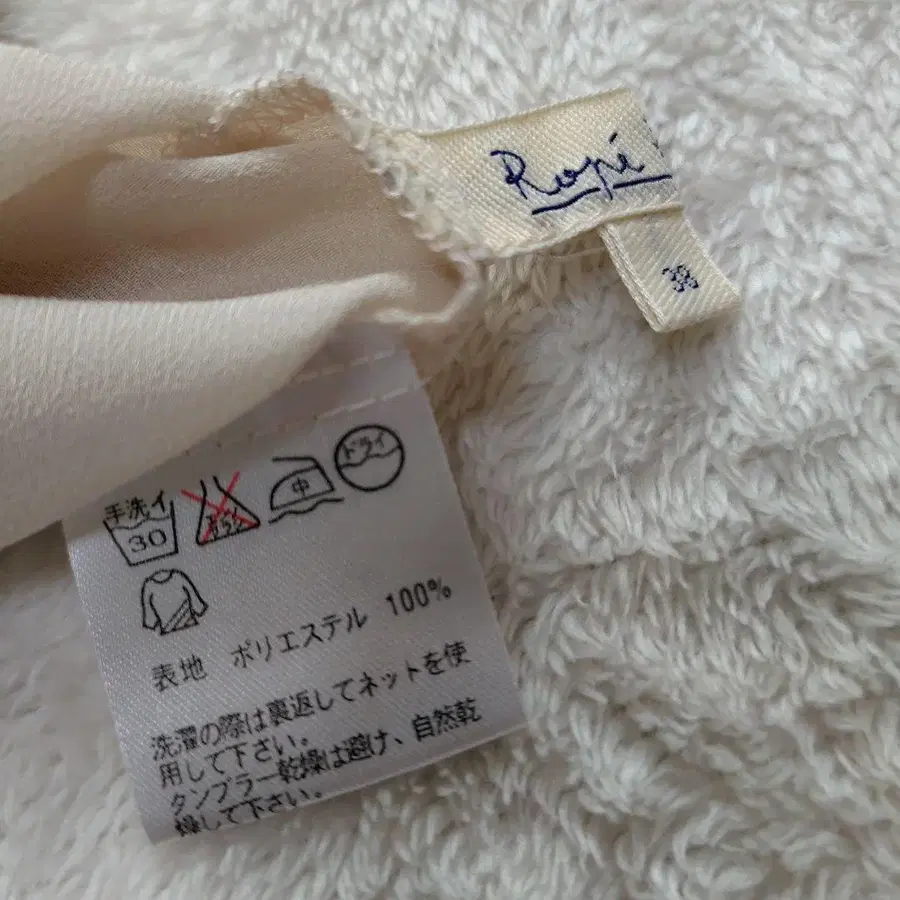 Ropé
38
手洗イ
30
エンソサラシ
中
ドライ
表地 ポリエステル 100%
洗濯の際は裏返してネットを使
用して下さい。
タンブラー乾燥は避け、自然乾
燥して下さい。